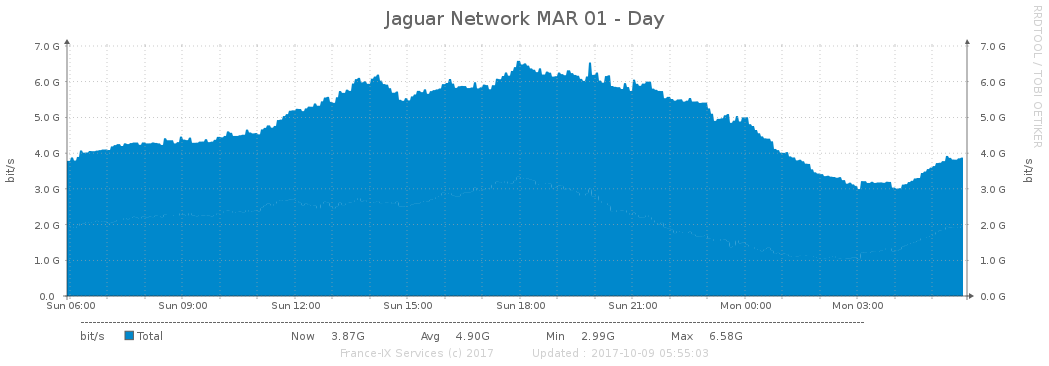 Jaguar Network MAR 01 - Day
RRDTOOL / TOBI OETIKER
bit/s
7.0 G
6.0 G
5.0 G
4.0 G
3.0 G
2.0 G
1.0 G
0.0
7.0 G
6.0 G
5.0 G
4.0 G
3.0 G
2.0 G
1.0 G
0.0 G
bit/s
Sun 06:00 Sun 09:00 Sun 12:00 Sun 15:00 Sun 18:00 Sun 21:00 Mon 00:00 Mon 03:00
bit/s Total Now 3.87G Avg 4.90G Min 2.99G Max 6.58G
France-IX Services (c) 2017 Updated : 2017-10-09 05:55:03